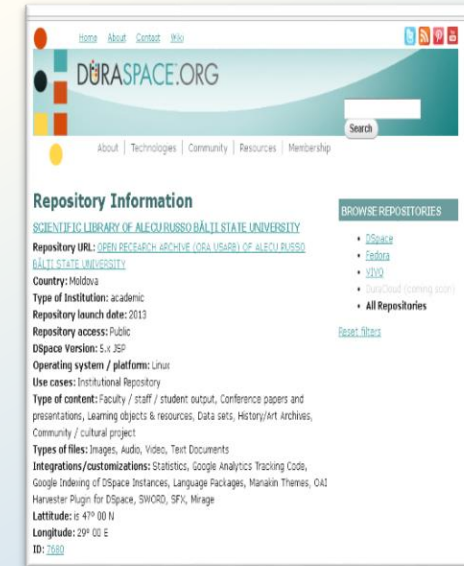 Home About Contact Wiki
DURASPACE.ORG
Search
About | Technologies | Community | Resources | Membership
Repository Information
SCIENTIFIC LIBRARY OF ALECU RUSSO BĂLŢI STATE UNIVERSITY
Repository URL: OPEN RECEARCH ARCHIVE (ORA USARB) OF ALECU RUSSO
BĂLŢI STATE UNIVERSITY
Country: Moldova
Type of Institution: academic
Repository launch date: 2013
Repository access: Public
DSpace Version: 5.x JSP
Operating system / platform: Linux
Use cases: Institutional Repository
Type of content: Faculty / staff / student output, Conference papers and
presentations, Learning objects & resources, Data sets, History/Art Archives,
Community / cultural project
Types of files: Images, Audio, Video, Text Documents
Integrations/customizations: Statistics, Google Analytics Tracking Code,
Google Indexing of DSpace Instances, Language Packages, Manakin Themes, OAI
Harvester Plugin for DSpace, SWORD, SFX, Mirage
Lattitude: is 47º 00 N
Longitude: 29º 00 E
ID: 7680
BROWSE REPOSITORIES
DSpace
Fedora
VIVO
DuraCloud (coming soon)
All Repositories
Reset filters